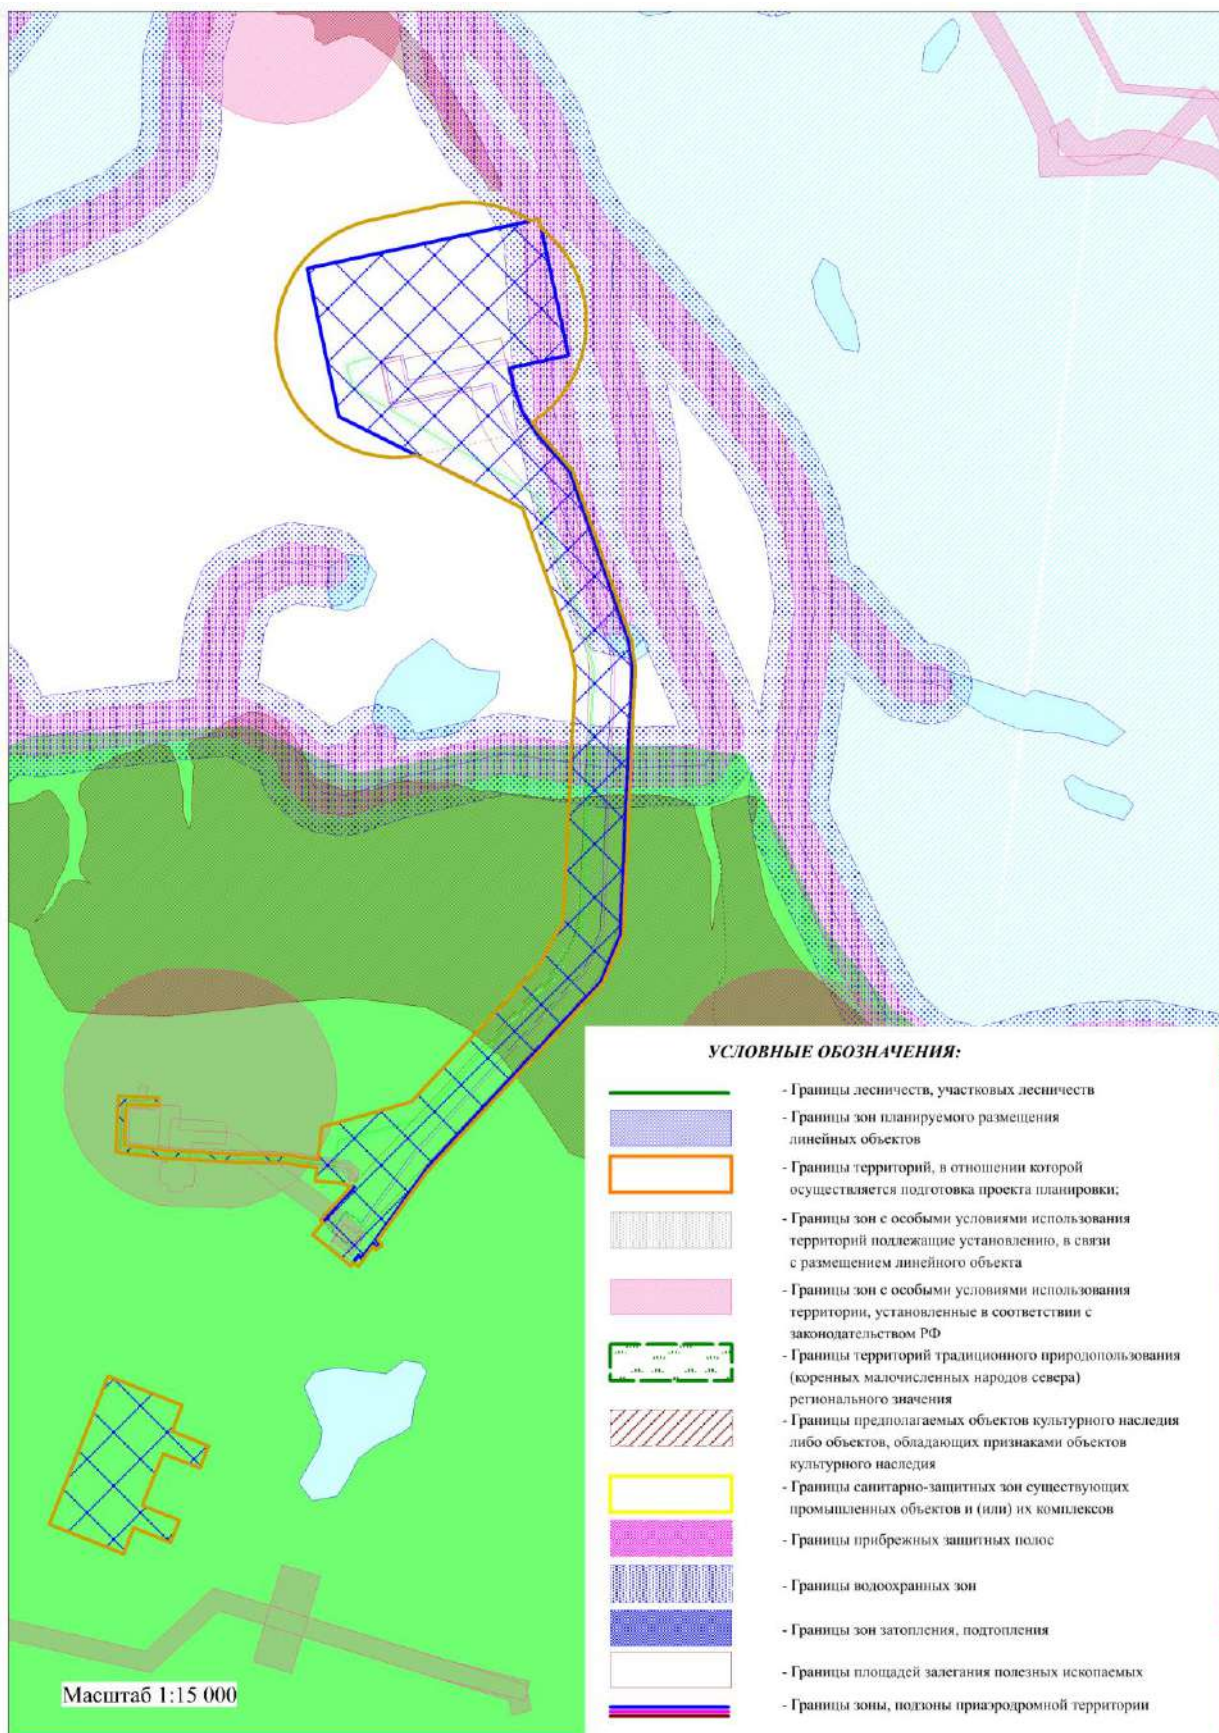 УСЛОВНЫЕ ОБОЗНАЧЕНИЯ:
- Границы лесничеств, участковых лесничеств
- Границы зон планируемого размещения
линейных объектов
- Границы территорий, в отношении которой
осуществляется подготовка проекта планировки;
- Границы зон с особыми условиями использования
территорий подлежащие установлению, в связи
с размещением линейного объекта
- Границы зон с особыми условиями использования
территории, установленные в соответствии с
законодательством РФ
- Границы территорий традиционного природопользования
(коренных малочисленных народов севера)
регионального значения
- Границы предполагаемых объектов культурного наследия
либо объектов, обладающих признаками объектов
культурного наследия
- Границы санитарно-защитных зон существующих
промышленных объектов и (или) их комплексов
- Границы прибрежных защитных полос
- Границы водоохранных зон
- Границы зон затопления, подтопления
- Границы площадей залегания полезных ископаемых
- Границы зоны, подзоны приаэродромной территории
Масштаб 1:15 000